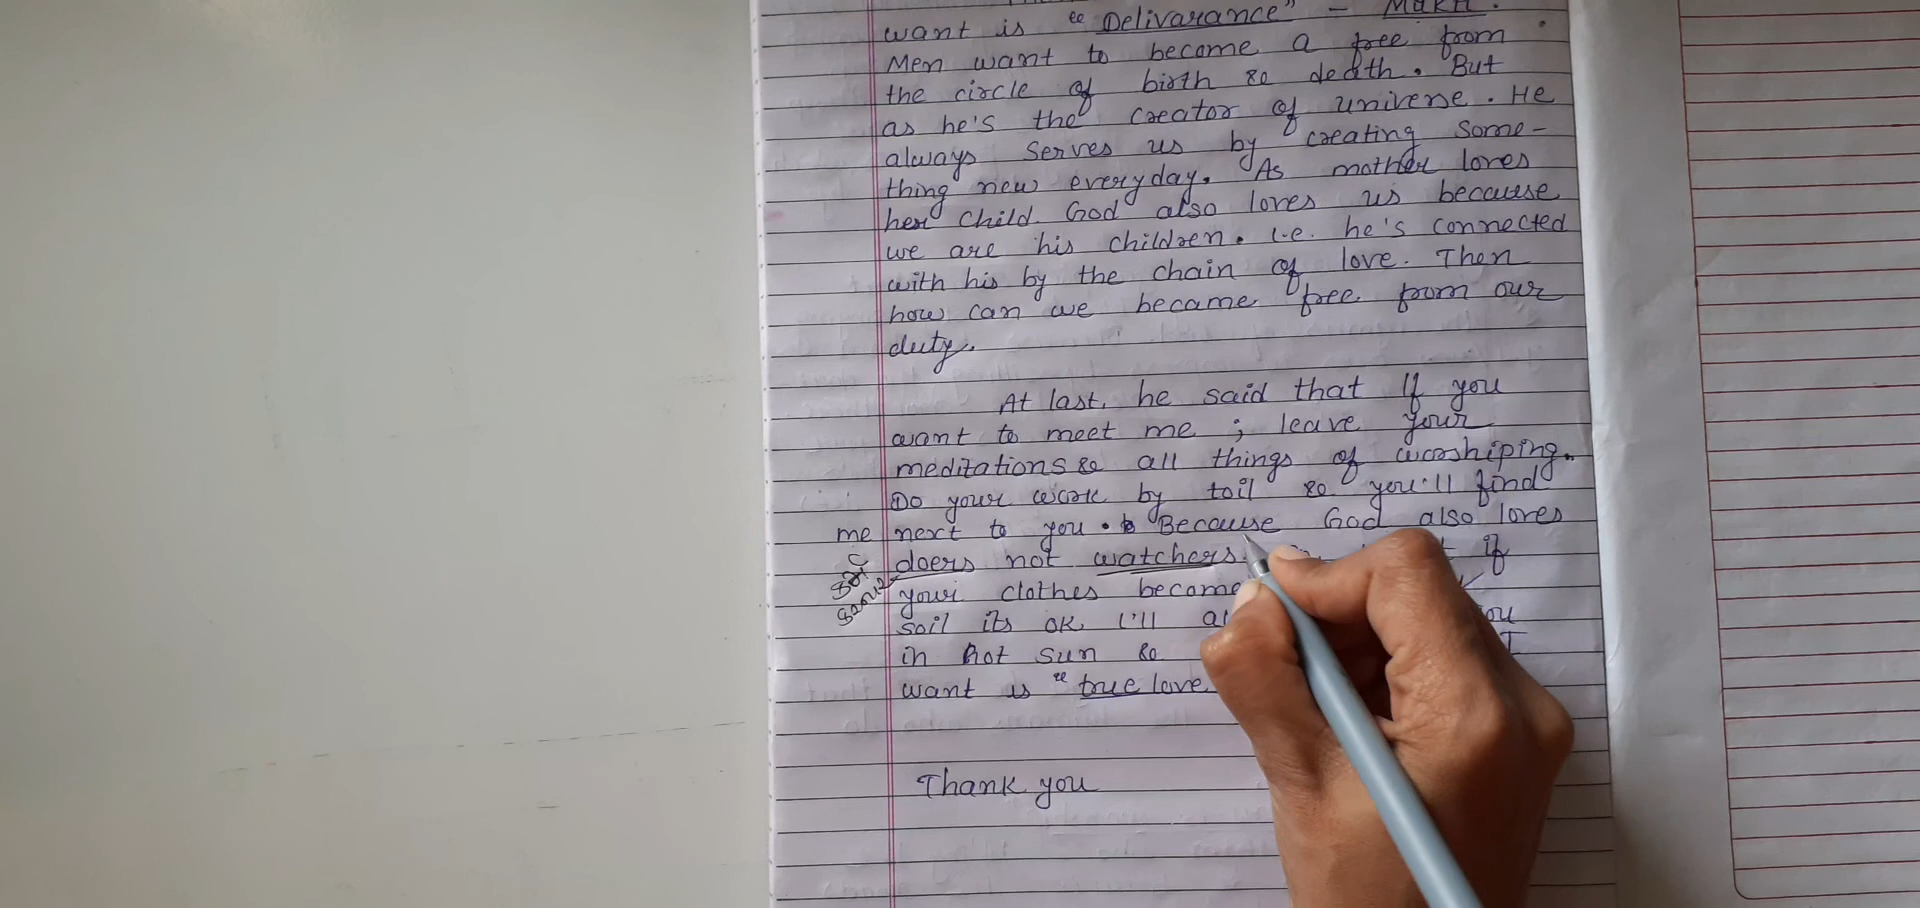 want is "Delivarance" - Mukti.
Men want to become a free from
the circle of birth & death. But
as he's the creator of universe. He
always serves us by creating some-
thing new everyday. As mother loves
her child. God also loves us because
we are his children. i.e. he's connected
with his by the chain of love. Then
how can we became free from our
duty.
At last, he said that If you
want to meet me ; leave your
meditations & all things of worshiping.
Do your work by toil & you'll find
me next to you. Because God also loves
doers not watchers. if
your clothes become
soil its ok I'll you
in hot sun & I
want is "true love
Thank you